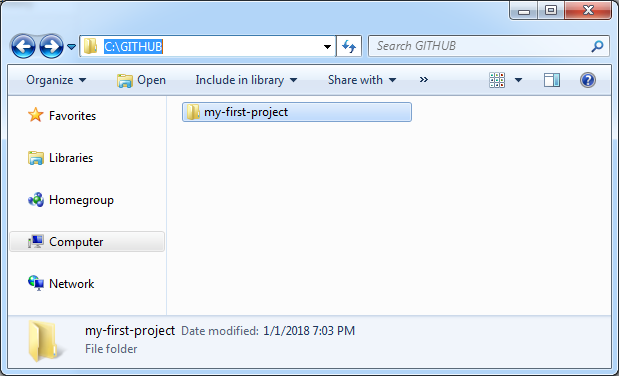 C:\GITHUB
Search GITHUB
Organize Open Include in library Share with »
Favorites
my-first-project
Libraries
Homegroup
Computer
Network
my-first-project Date modified: 1/1/2018 7:03 PM
File folder